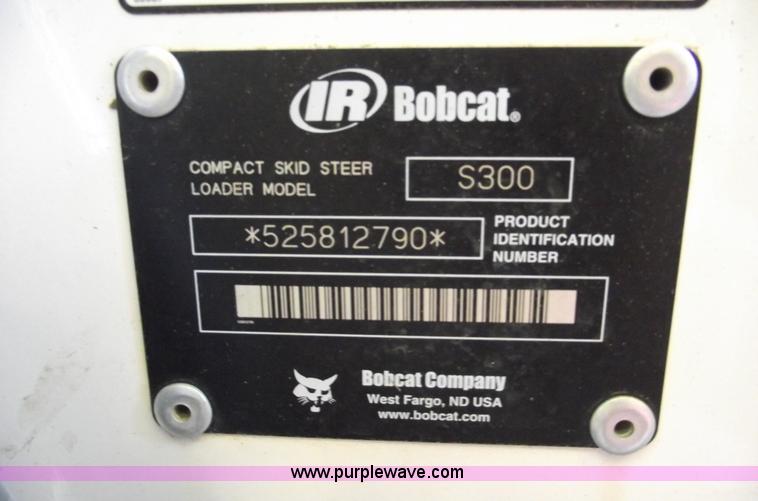 IR Bobcat®
COMPACT SKID STEER
LOADER MODEL
S300
*525812790*
PRODUCT
IDENTIFICATION
NUMBER
Bobcat Company
West Fargo, ND USA
www.bobcat.com
www.purplewave.com